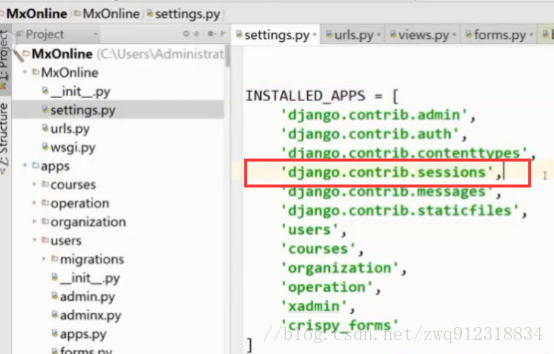 MxOnline MxOnline settings.py
1: Project
Z: Structure
Project
MxOnline (C:\Users\Administrat
MxOnline
__init__.py
settings.py
urls.py
wsgi.py
apps
courses
operation
organization
users
migrations
__init__.py
admin.py
adminx.py
apps.py
forms.py
settings.py urls.py views.py forms.py
INSTALLED_APPS = [
'django.contrib.admin',
'django.contrib.auth',
'django.contrib.contenttypes',
'django.contrib.sessions',
'django.contrib.messages',
'django.contrib.staticfiles',
'users',
'courses',
'organization',
'operation',
'xadmin',
'crispy_forms'
]
https://blog.csdn.net/zwq912318834